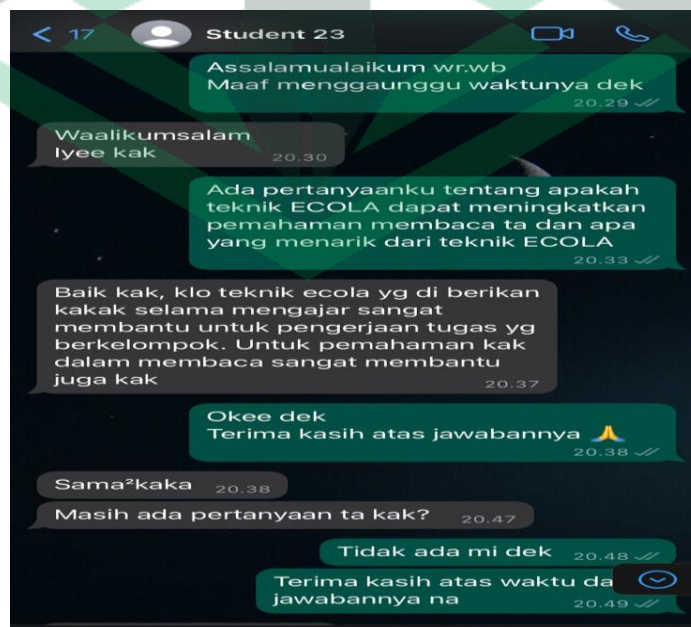 17
Student 23
Assalamualaikum wr.wb
Maaf menggaunggu waktunya dek
20.29
Waalikumsalam
Iyee kak
20.30
Ada pertanyaanku tentang apakah
teknik ECOLA dapat meningkatkan
pemahaman membaca ta dan apa
yang menarik dari teknik ECOLA
20.33
Baik kak, klo teknik ecola yg di berikan
kakak selama mengajar sangat
membantu untuk pengerjaan tugas yg
berkelompok. Untuk pemahaman kak
dalam membaca sangat membantu
juga kak
20.37
Okee dek
Terima kasih atas jawabannya 🙏
20.38
Sama²kaka
20.38
Masih ada pertanyaan ta kak?
20.47
Tidak ada mi dek
20.48
Terima kasih atas waktu da
jawabannya na
20.49